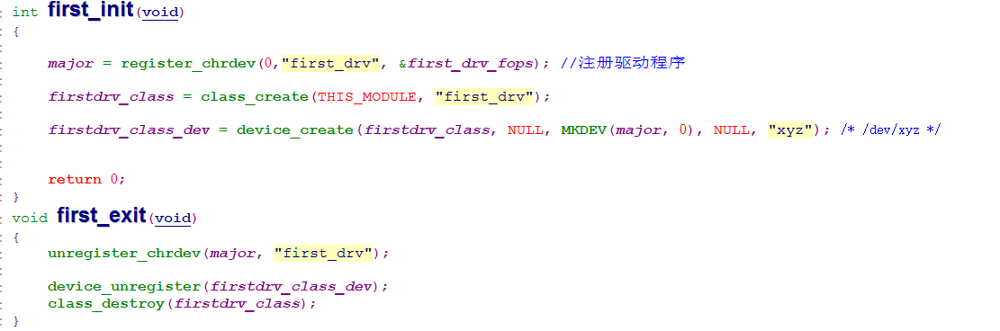 int first_init(void)
{
major = register_chrdev(0,"first_drv", &first_drv_fops); //注册驱动程序
firstdrv_class = class_create(THIS_MODULE, "first_drv");
firstdrv_class_dev = device_create(firstdrv_class, NULL, MKDEV(major, 0), NULL, "xyz"); /* /dev/xyz */
return 0;
}
void first_exit(void)
{
unregister_chrdev(major, "first_drv");
device_unregister(firstdrv_class_dev);
class_destroy(firstdrv_class);
}